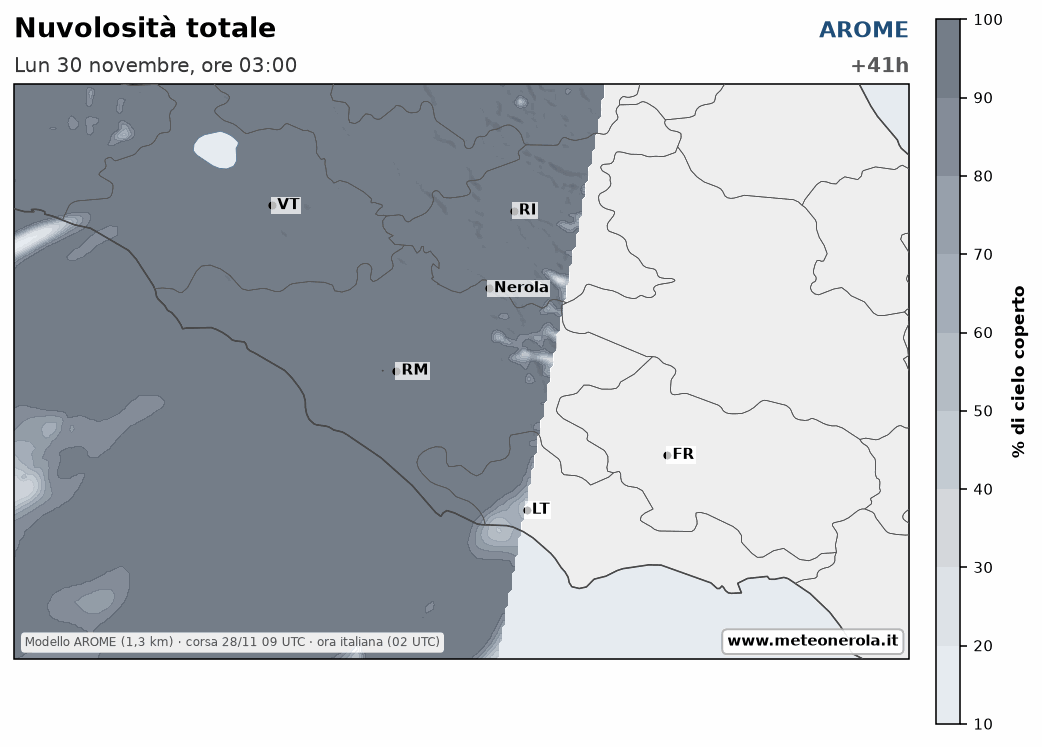 Nuvolosità totale
AROME
Lun 30 novembre, ore 03:00
+41h
100
90
80
70
60
50
40
30
20
10
% di cielo coperto
VT
RI
Nerola
RM
FR
LT
Modello AROME (1,3 km) · corsa 28/11 09 UTC · ora italiana (02 UTC)
www.meteonerola.it